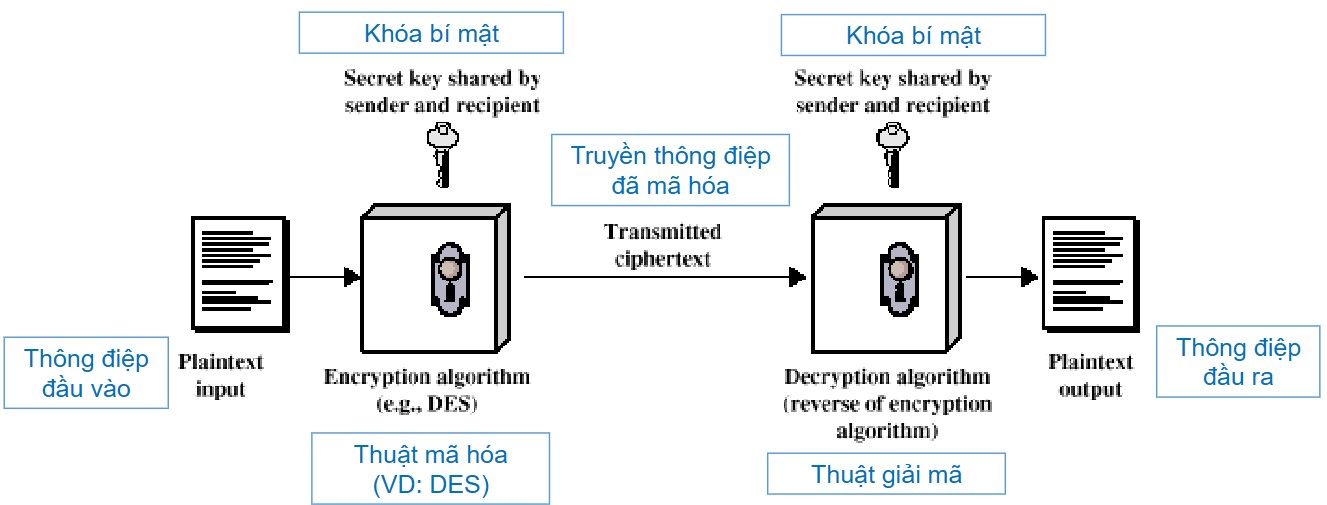 Khóa bí mật
Secret key shared by
sender and recipient
Khóa bí mật
Secret key shared by
sender and recipient
Truyền thông điệp
đã mã hóa
Transmitted
ciphertext
Thông điệp
đầu vào
Plaintext
input
Encryption algorithm
(e.g., DES)
Thuật mã hóa
(VD: DES)
Decryption algorithm
(reverse of encryption
algorithm)
Thuật giải mã
Plaintext
output
Thông điệp
đầu ra